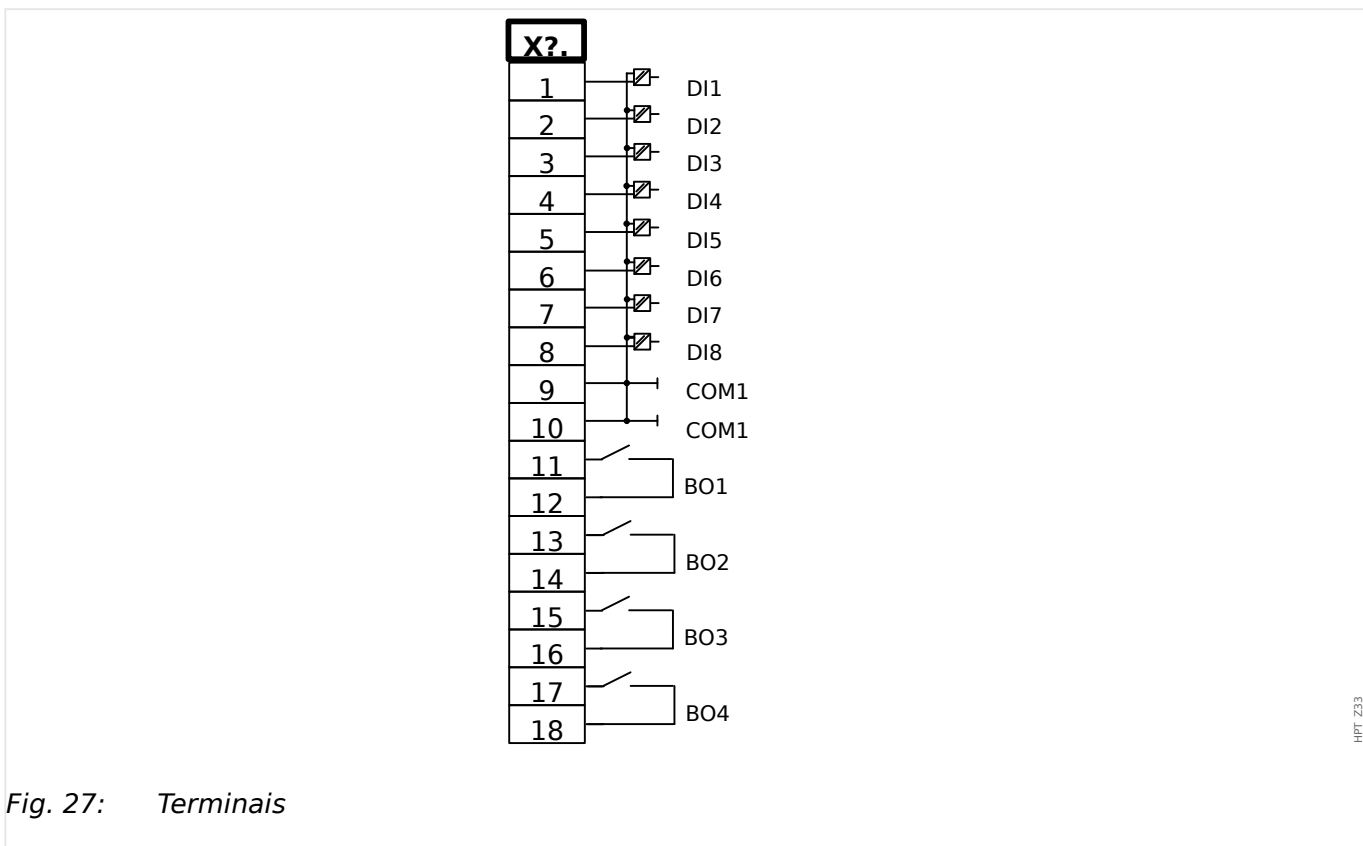 X?.
1 DI1
2 DI2
3 DI3
4 DI4
5 DI5
6 DI6
7 DI7
8 DI8
9 COM1
10 COM1
11
BO1
12
13
BO2
14
15
BO3
16
17
BO4
18
HPT Z33
Fig. 27: Terminais